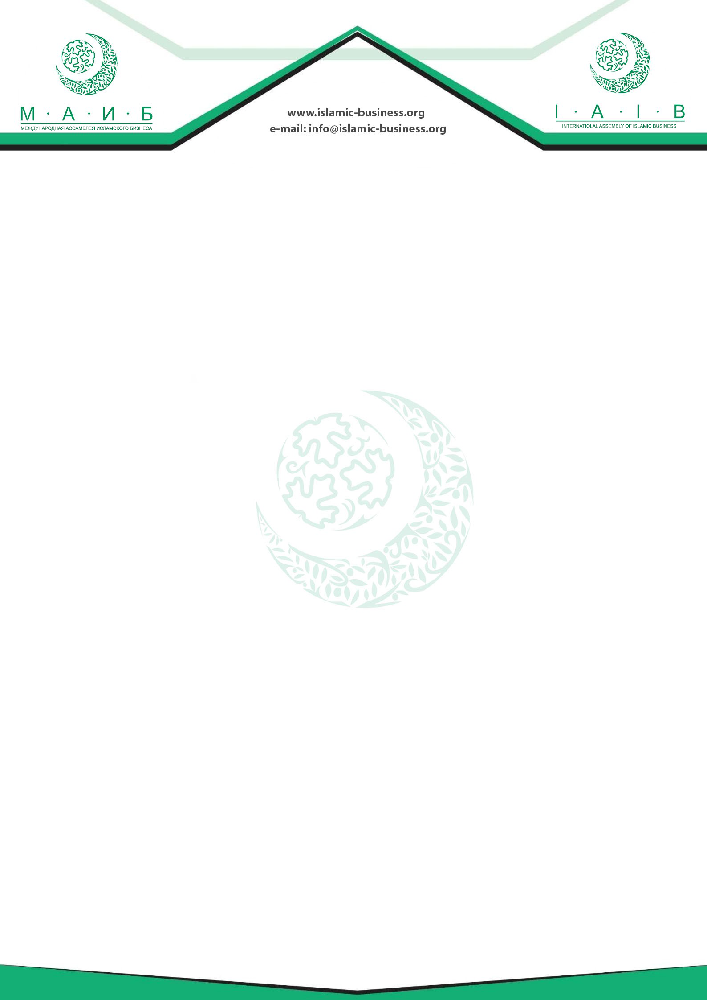 М · А · И · Б
МЕЖДУНАРОДНАЯ АССАМБЛЕЯ ИСЛАМСКОГО БИЗНЕСА
www.islamic-business.org
e-mail: info@islamic-business.org
I · A · I · B
INTERNATIOLAL ASSEMBLY OF ISLAMIC BUSINESS